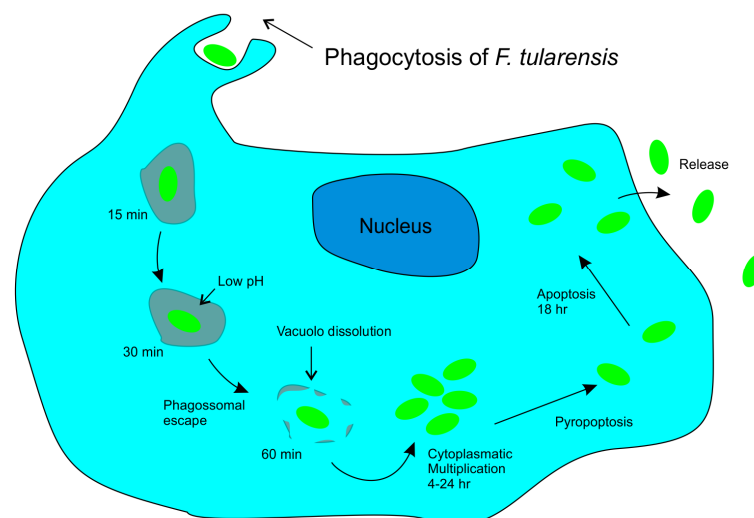 Phagocytosis of F. tularensis
Release
15 min
Nucleus
Low pH
Apoptosis
18 hr
30 min
Vacuolo dissolution
Phagossomal
escape
Pyropoptosis
60 min
Cytoplasmatic
Multiplication
4-24 hr